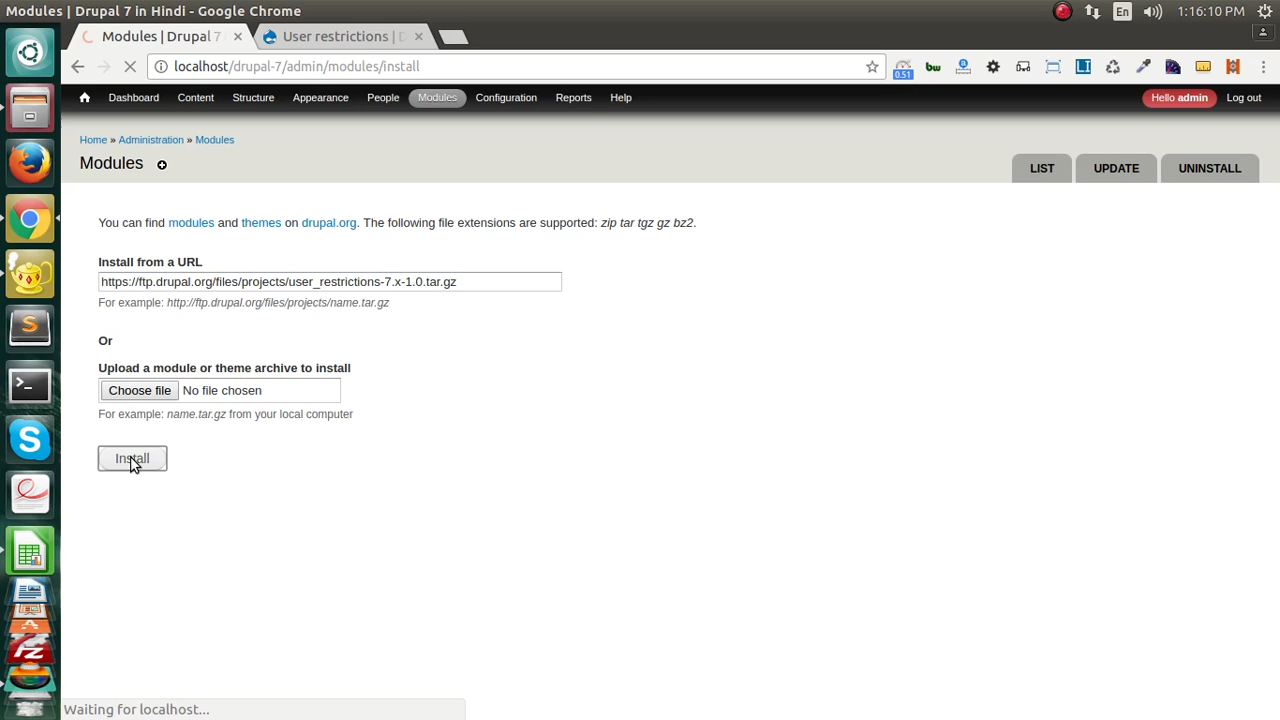 Modules | Drupal 7 in Hindi - Google Chrome
En
1:16:10 PM
Modules | Drupal 7
User restrictions | D
localhost/drupal-7/admin/modules/install
0.51
bw
LI
Dashboard Content Structure Appearance People Modules Configuration Reports Help
Hello admin Log out
Home » Administration » Modules
Modules
LIST UPDATE UNINSTALL
You can find modules and themes on drupal.org. The following file extensions are supported: zip tar tgz gz bz2.
Install from a URL
https://ftp.drupal.org/files/projects/user_restrictions-7.x-1.0.tar.gz
For example: http://ftp.drupal.org/files/projects/name.tar.gz
Or
Upload a module or theme archive to install
Choose file No file chosen
For example: name.tar.gz from your local computer
Install
Waiting for localhost...